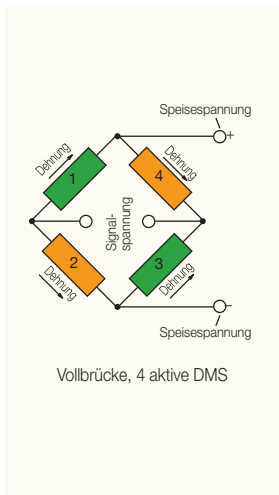 Speisespannung
+
Dehnung
Dehnung
1
4
Signal-
spannung
2
3
Dehnung
Dehnung
–
Speisespannung
Vollbrücke, 4 aktive DMS